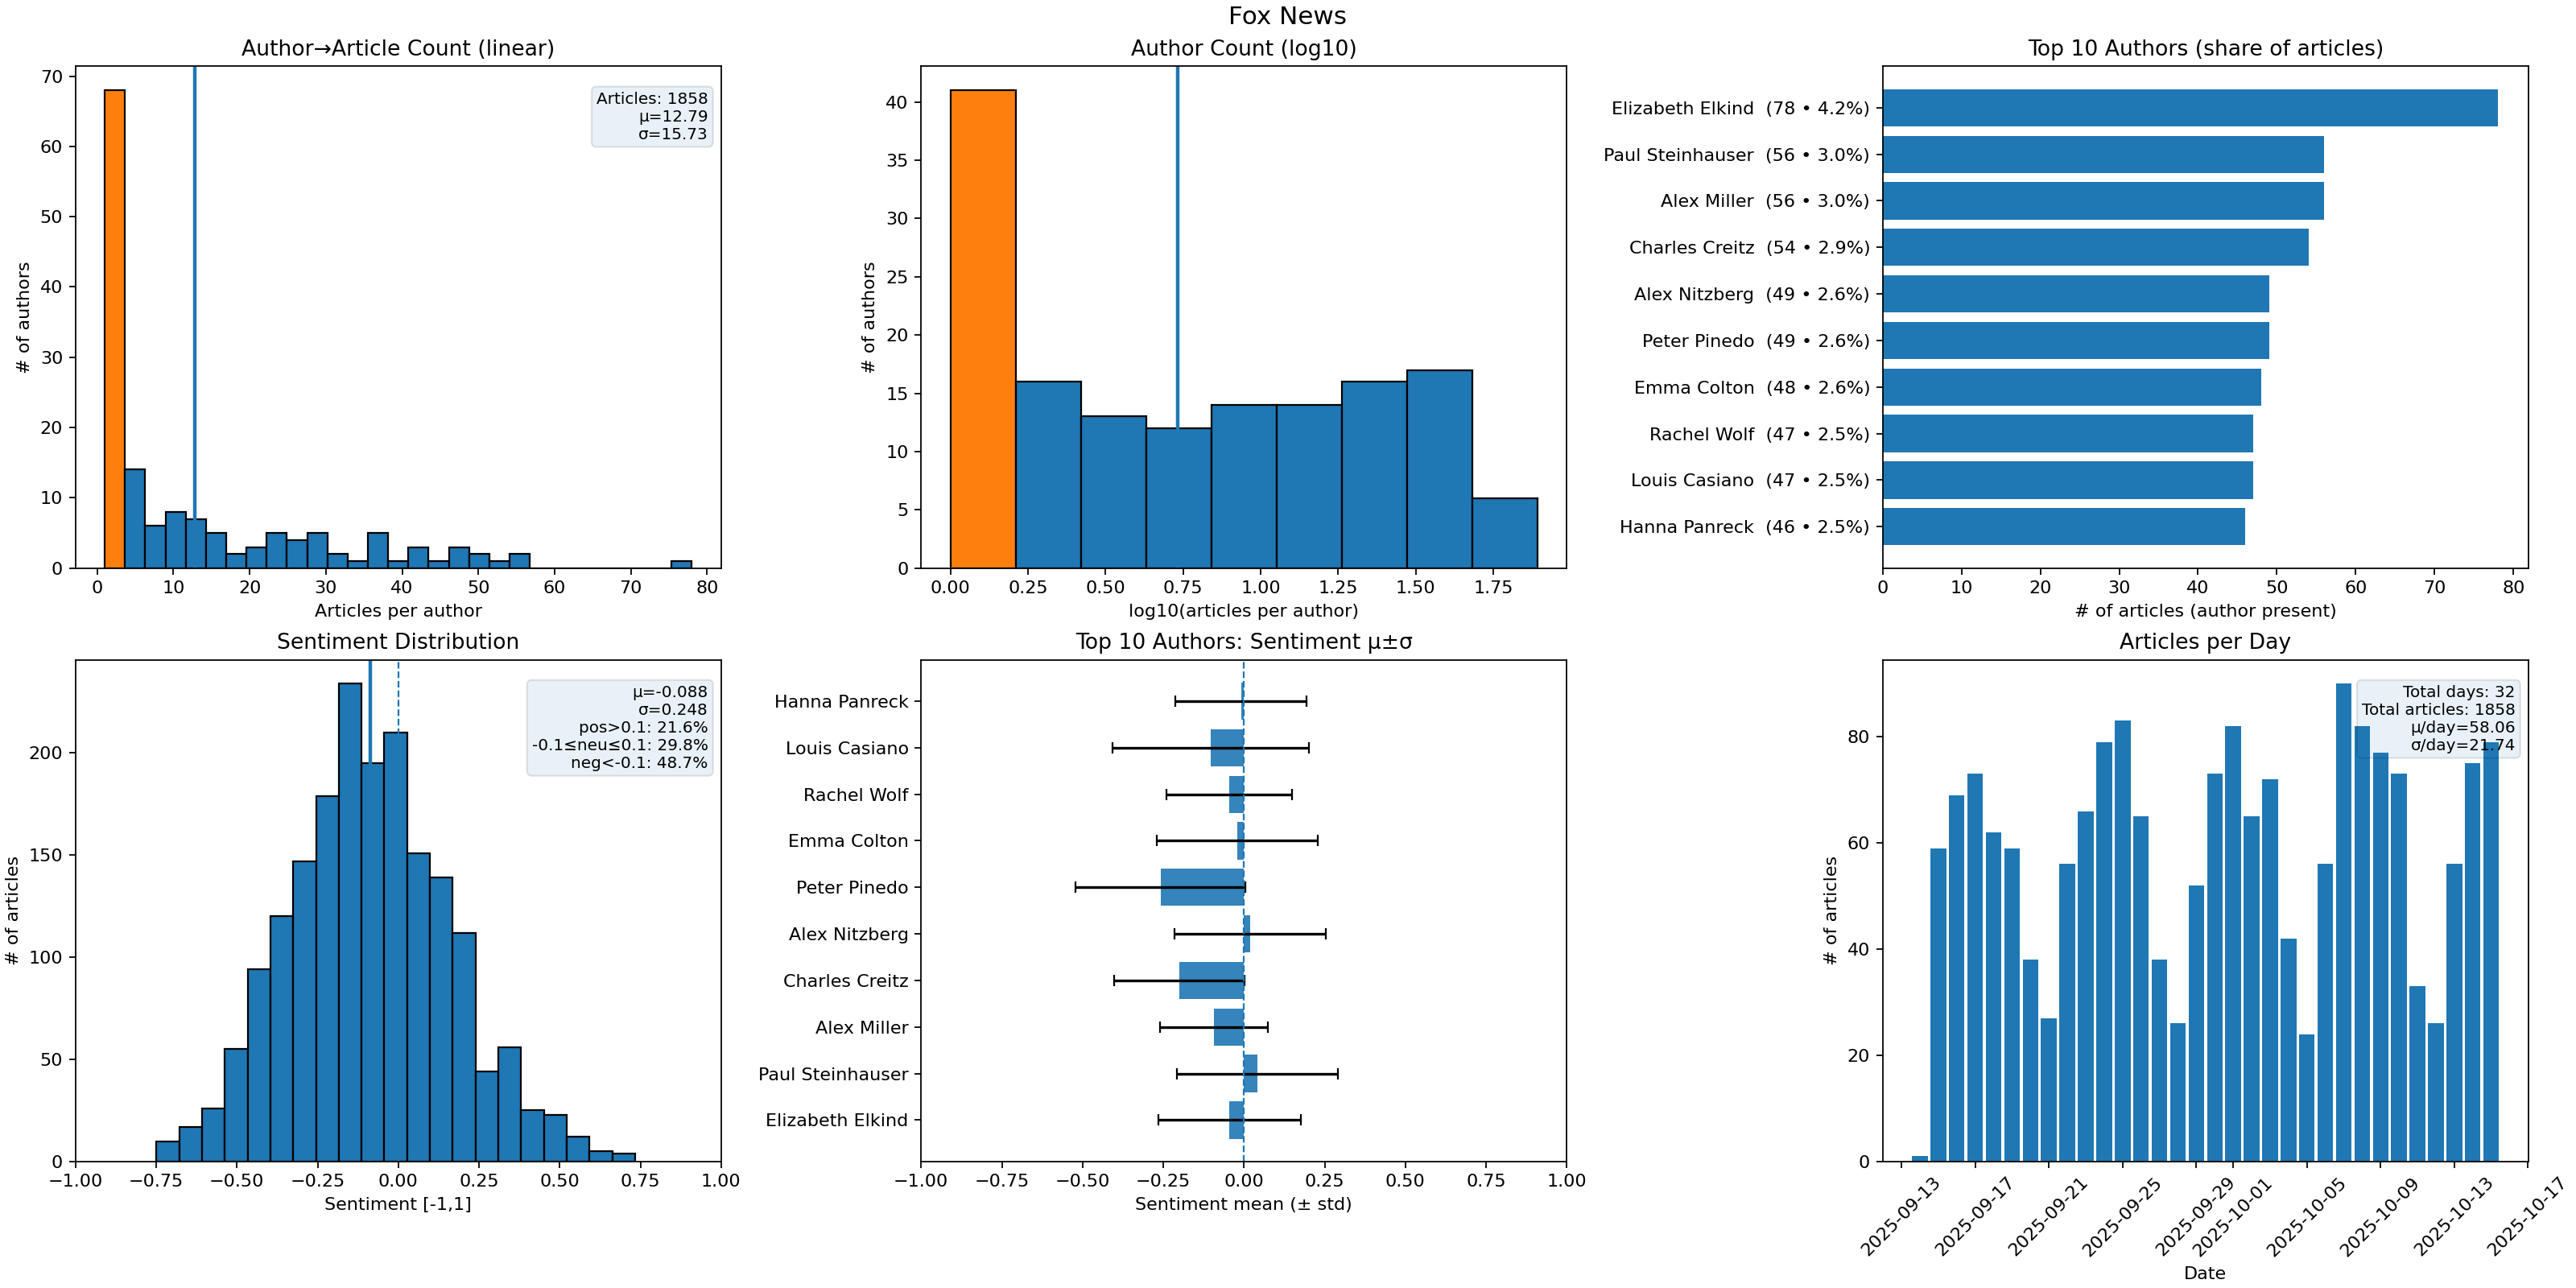 Fox News
Author→Article Count (linear)
70
60
50
40
30
20
10
0
# of authors
Articles: 1858
μ=12.79
σ=15.73
0 10 20 30 40 50 60 70 80
Articles per author
Author Count (log10)
40
35
30
25
20
15
10
5
0
# of authors
0.00 0.25 0.50 0.75 1.00 1.25 1.50 1.75
log10(articles per author)
Top 10 Authors (share of articles)
Elizabeth Elkind (78 • 4.2%)
Paul Steinhauser (56 • 3.0%)
Alex Miller (56 • 3.0%)
Charles Creitz (54 • 2.9%)
Alex Nitzberg (49 • 2.6%)
Peter Pinedo (49 • 2.6%)
Emma Colton (48 • 2.6%)
Rachel Wolf (47 • 2.5%)
Louis Casiano (47 • 2.5%)
Hanna Panreck (46 • 2.5%)
0 10 20 30 40 50 60 70 80
# of articles (author present)
Sentiment Distribution
200
150
100
50
0
# of articles
μ=-0.088
σ=0.248
pos>0.1: 21.6%
-0.1≤neu≤0.1: 29.8%
neg<-0.1: 48.7%
−1.00 −0.75 −0.50 −0.25 0.00 0.25 0.50 0.75 1.00
Sentiment [-1,1]
Top 10 Authors: Sentiment μ±σ
Hanna Panreck
Louis Casiano
Rachel Wolf
Emma Colton
Peter Pinedo
Alex Nitzberg
Charles Creitz
Alex Miller
Paul Steinhauser
Elizabeth Elkind
−1.00 −0.75 −0.50 −0.25 0.00 0.25 0.50 0.75 1.00
Sentiment mean (± std)
Articles per Day
80
60
40
20
0
# of articles
Total days: 32
Total articles: 1858
μ/day=58.06
σ/day=21.74
2025-09-13
2025-09-17
2025-09-21
2025-09-25
2025-09-29
2025-10-01
2025-10-05
2025-10-09
2025-10-13
2025-10-17
Date